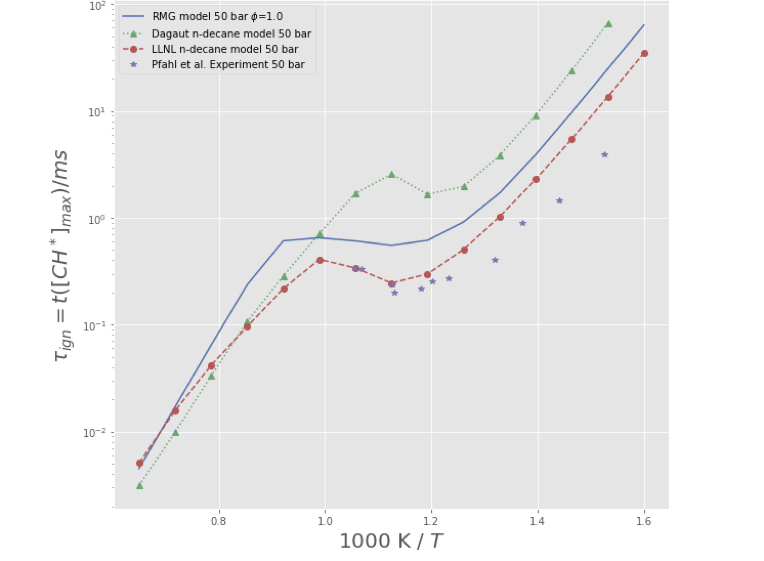 RMG model 50 bar ϕ=1.0
Dagaut n-decane model 50 bar
LLNL n-decane model 50 bar
Pfahl et al. Experiment 50 bar
τ_ign = t([CH*]_max)/ms
10²
10¹
10⁰
10⁻¹
10⁻²
0.8 1.0 1.2 1.4 1.6
1000 K / T